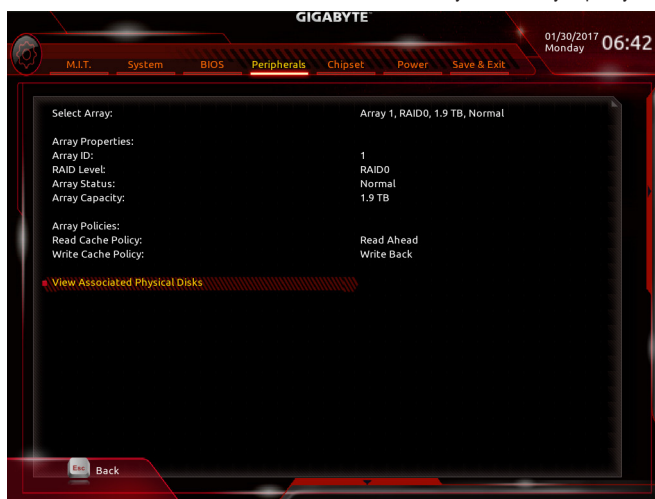 GIGABYTE
01/30/2017 06:42
Monday
M.I.T. System BIOS Peripherals Chipset Power Save & Exit
Select Array: Array 1, RAID0, 1.9 TB, Normal
Array Properties:
Array ID: 1
RAID Level: RAID0
Array Status: Normal
Array Capacity: 1.9 TB
Array Policies:
Read Cache Policy: Read Ahead
Write Cache Policy: Write Back
View Associated Physical Disks
Esc Back